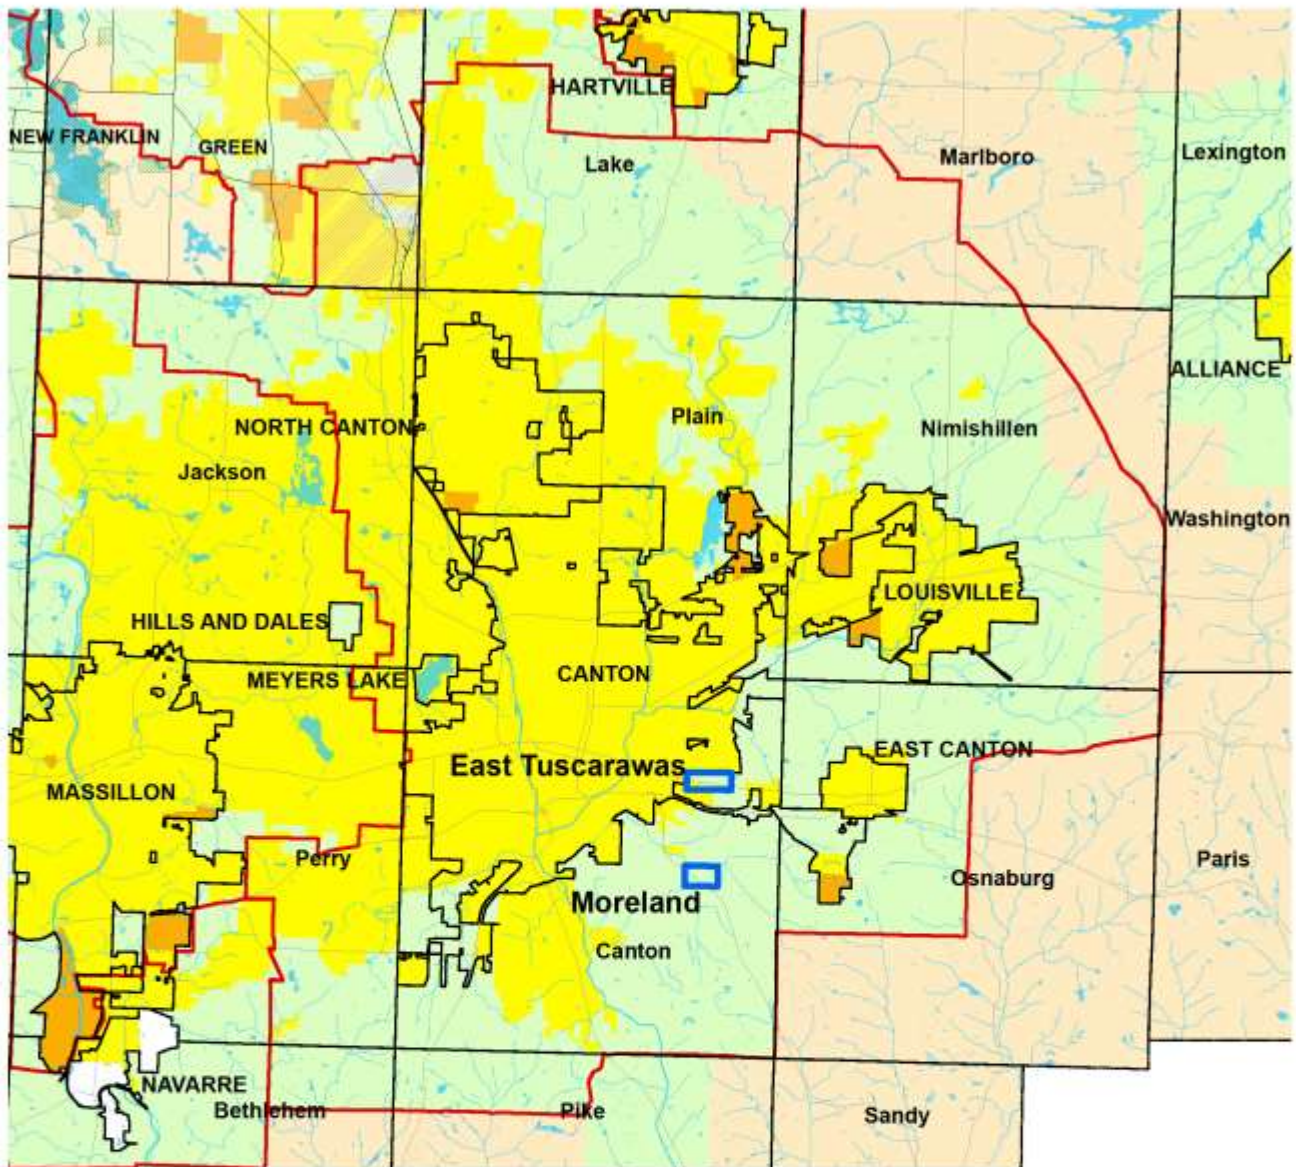 HARTVILLE
NEW FRANKLIN
GREEN
Lake
Marlboro
Lexington
ALLIANCE
Plain
NORTH CANTON
Nimishillen
Jackson
Washington
LOUISVILLE
HILLS AND DALES
CANTON
MEYERS LAKE
EAST CANTON
East Tuscarawas
MASSILLON
Perry
Paris
Osnaburg
Moreland
Canton
NAVARRE
Bethlehem
Pike
Sandy